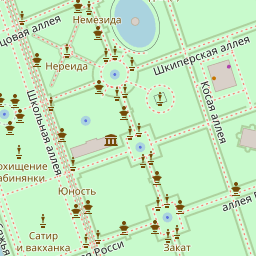 Немезида
цовая аллея
Шкиперская аллея
Нереида
Школьная аллея
Косая аллея
охищение
абинянки.
Юность
аллея
Сатир
и вакханка
Росси
Закат